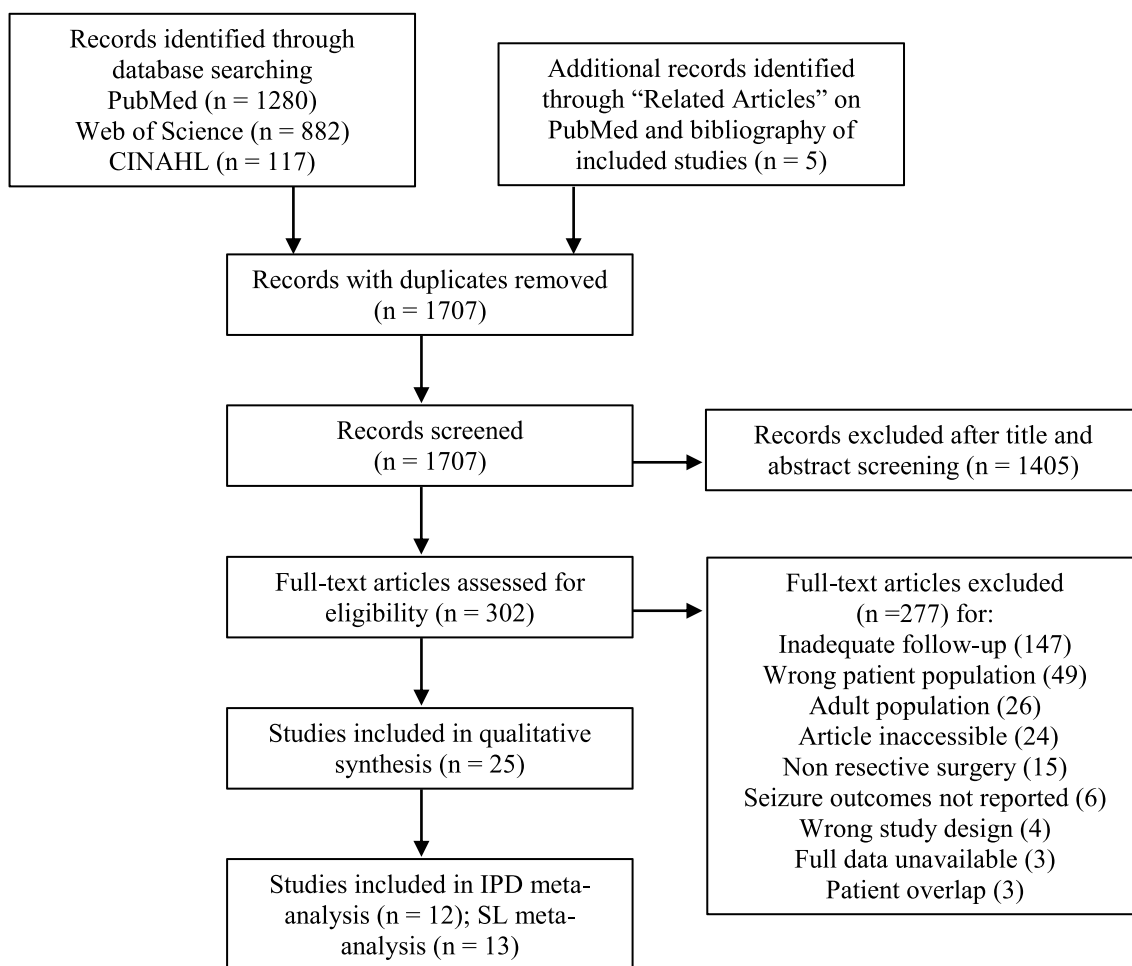 Records identified through
database searching
PubMed (n = 1280)
Web of Science (n = 882)
CINAHL (n = 117)
Additional records identified
through “Related Articles” on
PubMed and bibliography of
included studies (n = 5)
Records with duplicates removed
(n = 1707)
Records screened
(n = 1707)
Records excluded after title and
abstract screening (n = 1405)
Full-text articles assessed for
eligibility (n = 302)
Full-text articles excluded
(n =277) for:
Inadequate follow-up (147)
Wrong patient population (49)
Adult population (26)
Article inaccessible (24)
Non resective surgery (15)
Seizure outcomes not reported (6)
Wrong study design (4)
Full data unavailable (3)
Patient overlap (3)
Studies included in qualitative
synthesis (n = 25)
Studies included in IPD meta-
analysis (n = 12); SL meta-
analysis (n = 13)